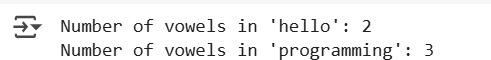 Number of vowels in 'hello': 2
Number of vowels in 'programming': 3